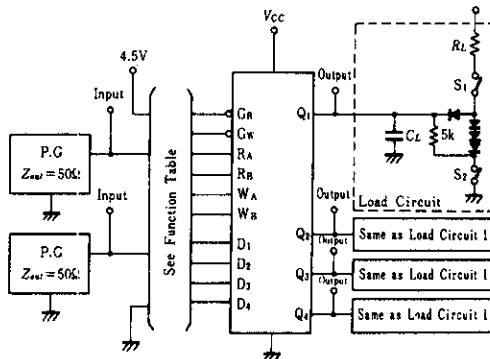 4.5V
Input
P.G
Zout = 50Ω
Input
P.G
Zout = 50Ω
See Function Table
VCC
GR
GW
RA
RB
WA
WB
D1
D2
D3
D4
Q1
Q2
Q3
Q4
Output
Output
Output
Output
RL
S1
CL
5k
S2
Load Circuit
Same as Load Circuit 1
Same as Load Circuit 1
Same as Load Circuit 1